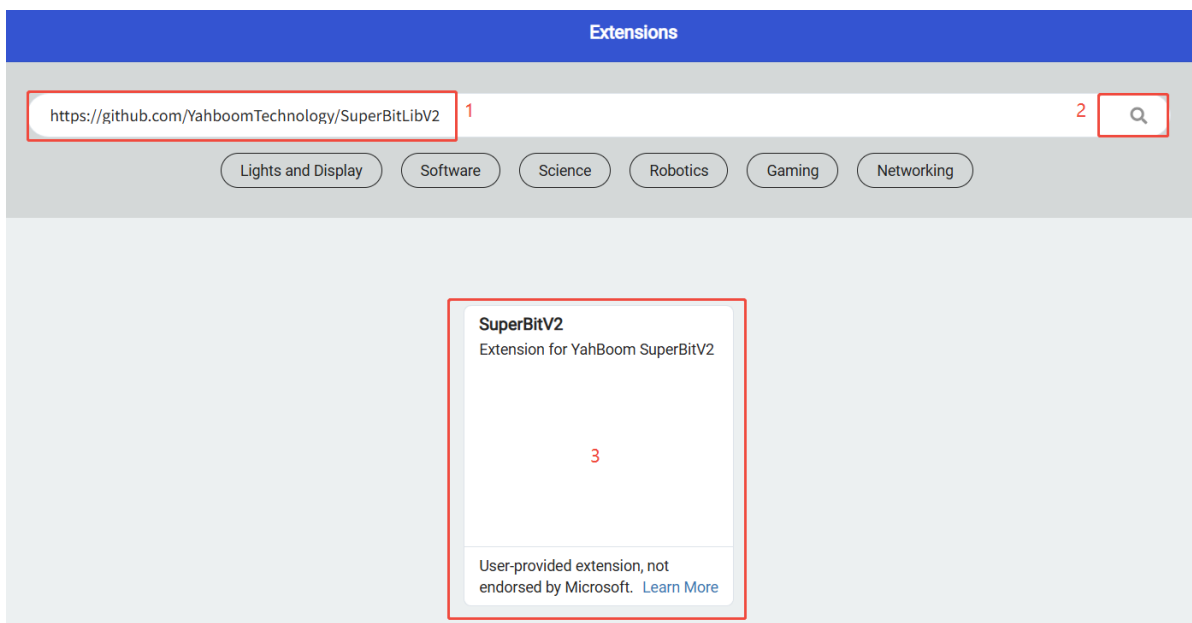 Extensions
https://github.com/YahboomTechnology/SuperBitLibV2 1 2
Lights and Display Software Science Robotics Gaming Networking
SuperBitV2
Extension for YahBoom SuperBitV2
3
User-provided extension, not
endorsed by Microsoft. Learn More